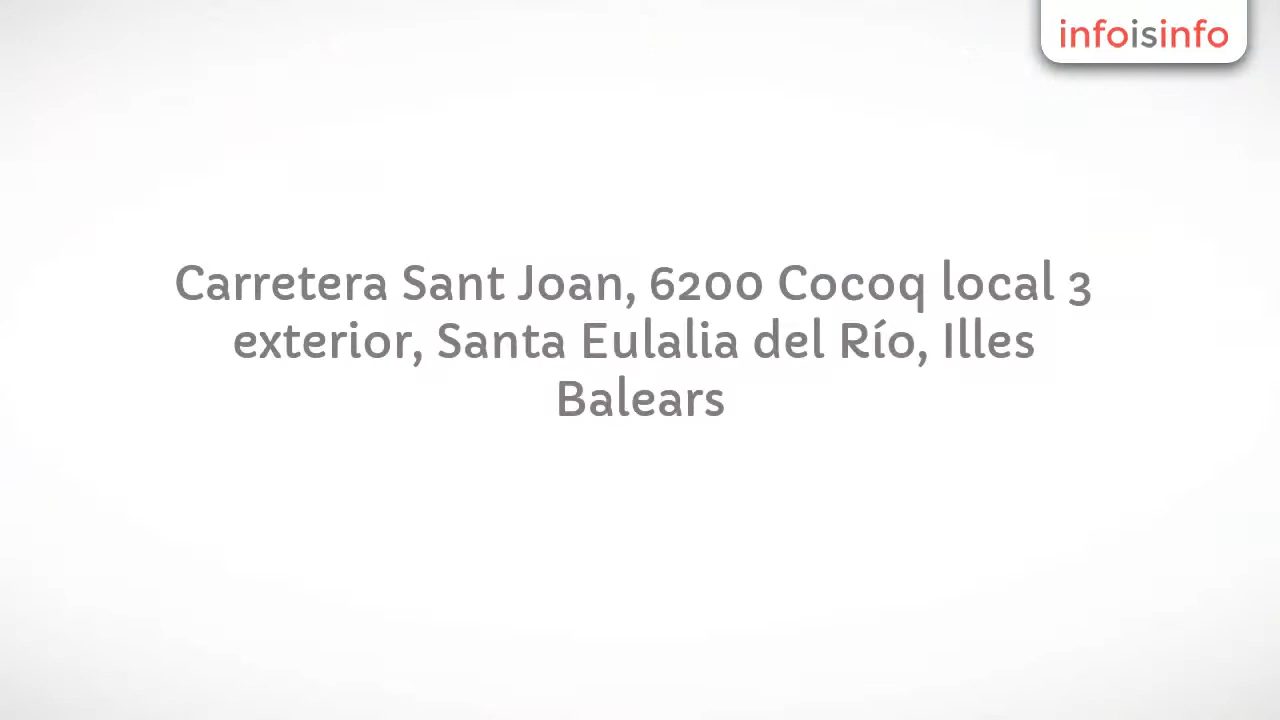 infoisinfo
Carretera Sant Joan, 6200 Cocoq local 3
exterior, Santa Eulalia del Río, Illes
Balears